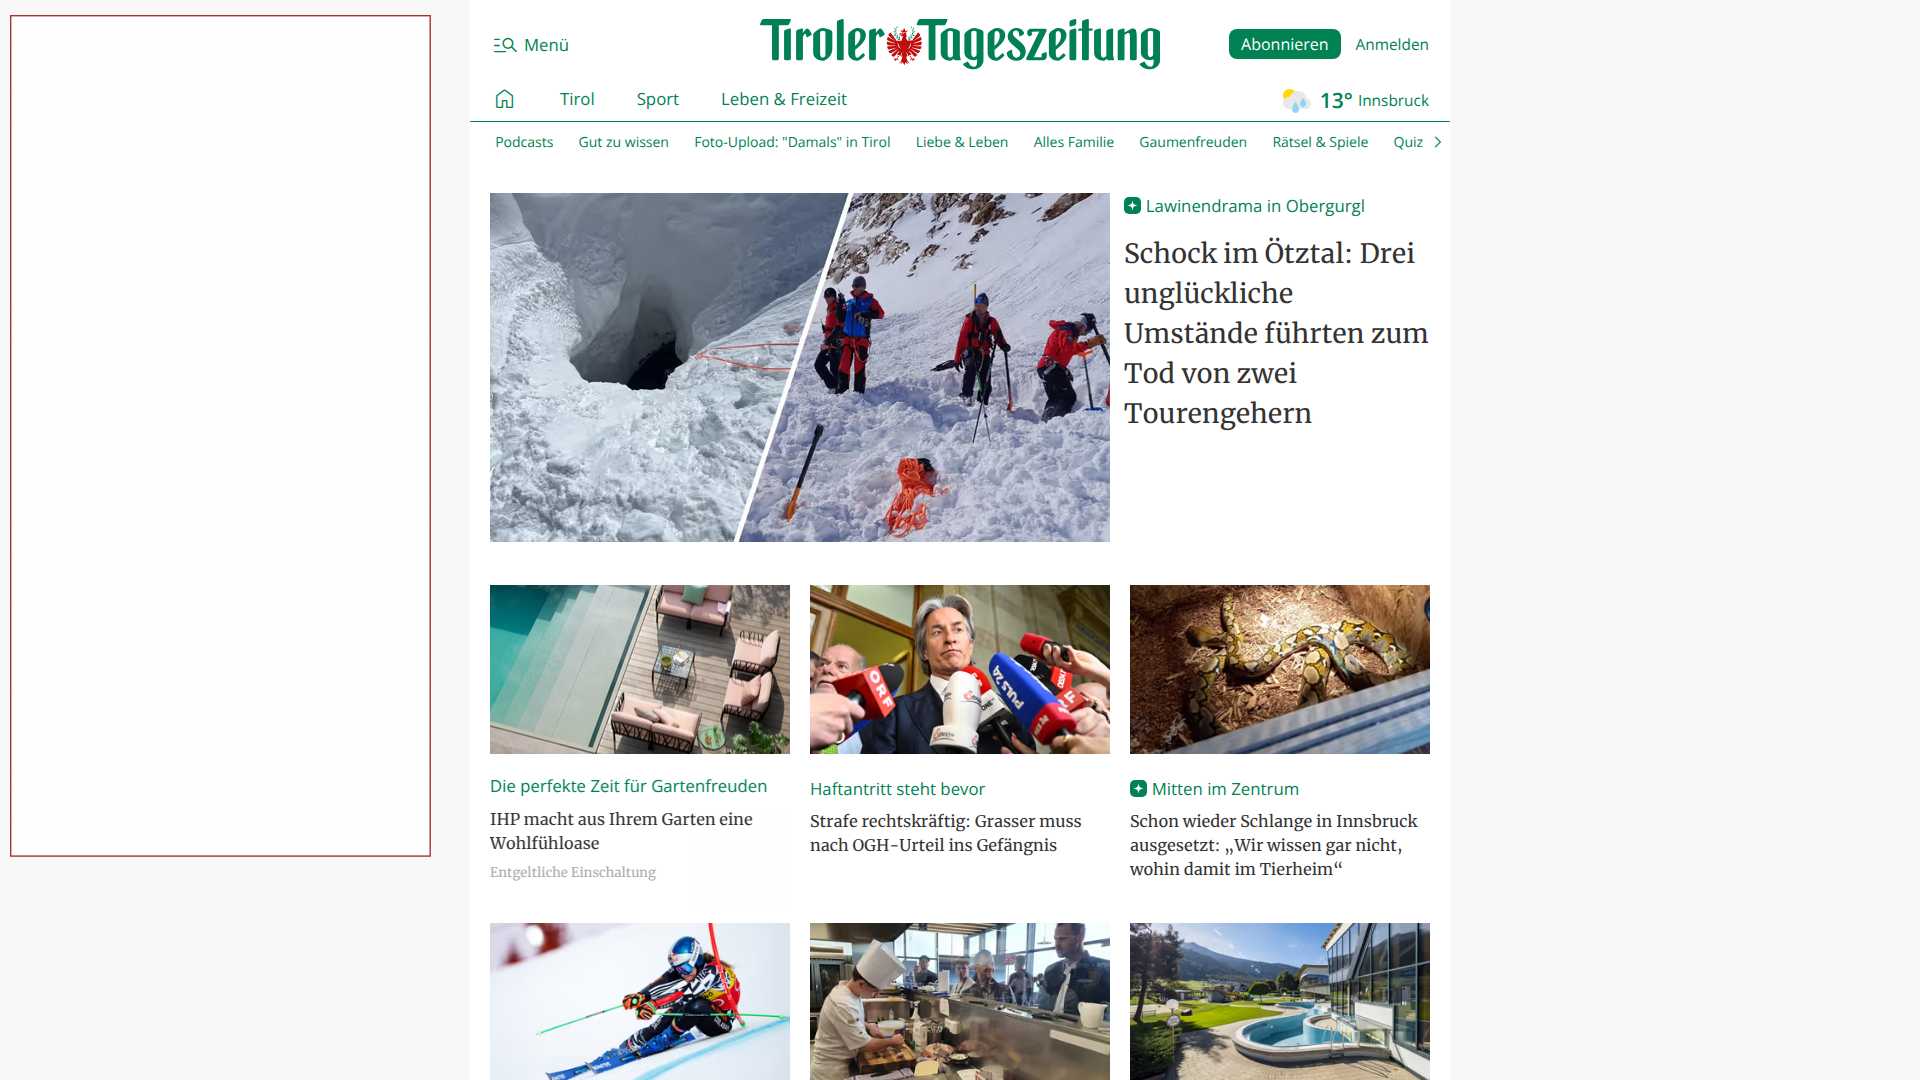 Menü
Tiroler Tageszeitung
Abonnieren
Anmelden
Tirol
Sport
Leben & Freizeit
13° Innsbruck
Podcasts
Gut zu wissen
Foto-Upload: "Damals" in Tirol
Liebe & Leben
Alles Familie
Gaumenfreuden
Rätsel & Spiele
Quiz
Lawinendrama in Obergurgl
Schock im Ötztal: Drei
unglückliche
Umstände führten zum
Tod von zwei
Tourengehern
ORF
PULS 24
Die perfekte Zeit für Gartenfreuden
IHP macht aus Ihrem Garten eine
Wohlfühloase
Entgeltliche Einschaltung
Haftantritt steht bevor
Strafe rechtskräftig: Grasser muss
nach OGH-Urteil ins Gefängnis
Mitten im Zentrum
Schon wieder Schlange in Innsbruck
ausgesetzt: „Wir wissen gar nicht,
wohin damit im Tierheim“